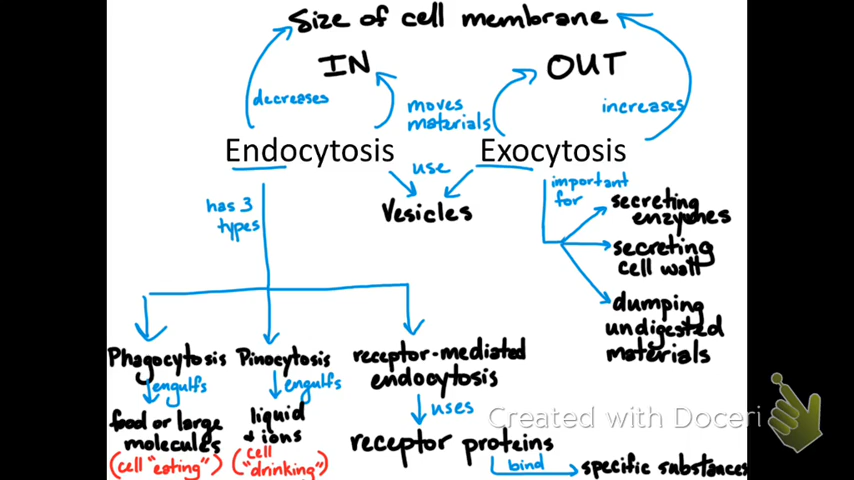 Size of cell membrane
IN
OUT
decreases
moves
materials
increases
Endocytosis
Exocytosis
use
Vesicles
has 3
types
important
for
secreting
enzymes
secreting
cell wall
dumping
undigested
materials
Phagocytosis
engulfs
food or large
molecules
(cell "eating")
Pinocytosis
engulfs
liquid
+ ions
(cell
"drinking")
receptor-mediated
endocytosis
uses
receptor proteins
bind
specific substances
Created with Doceri